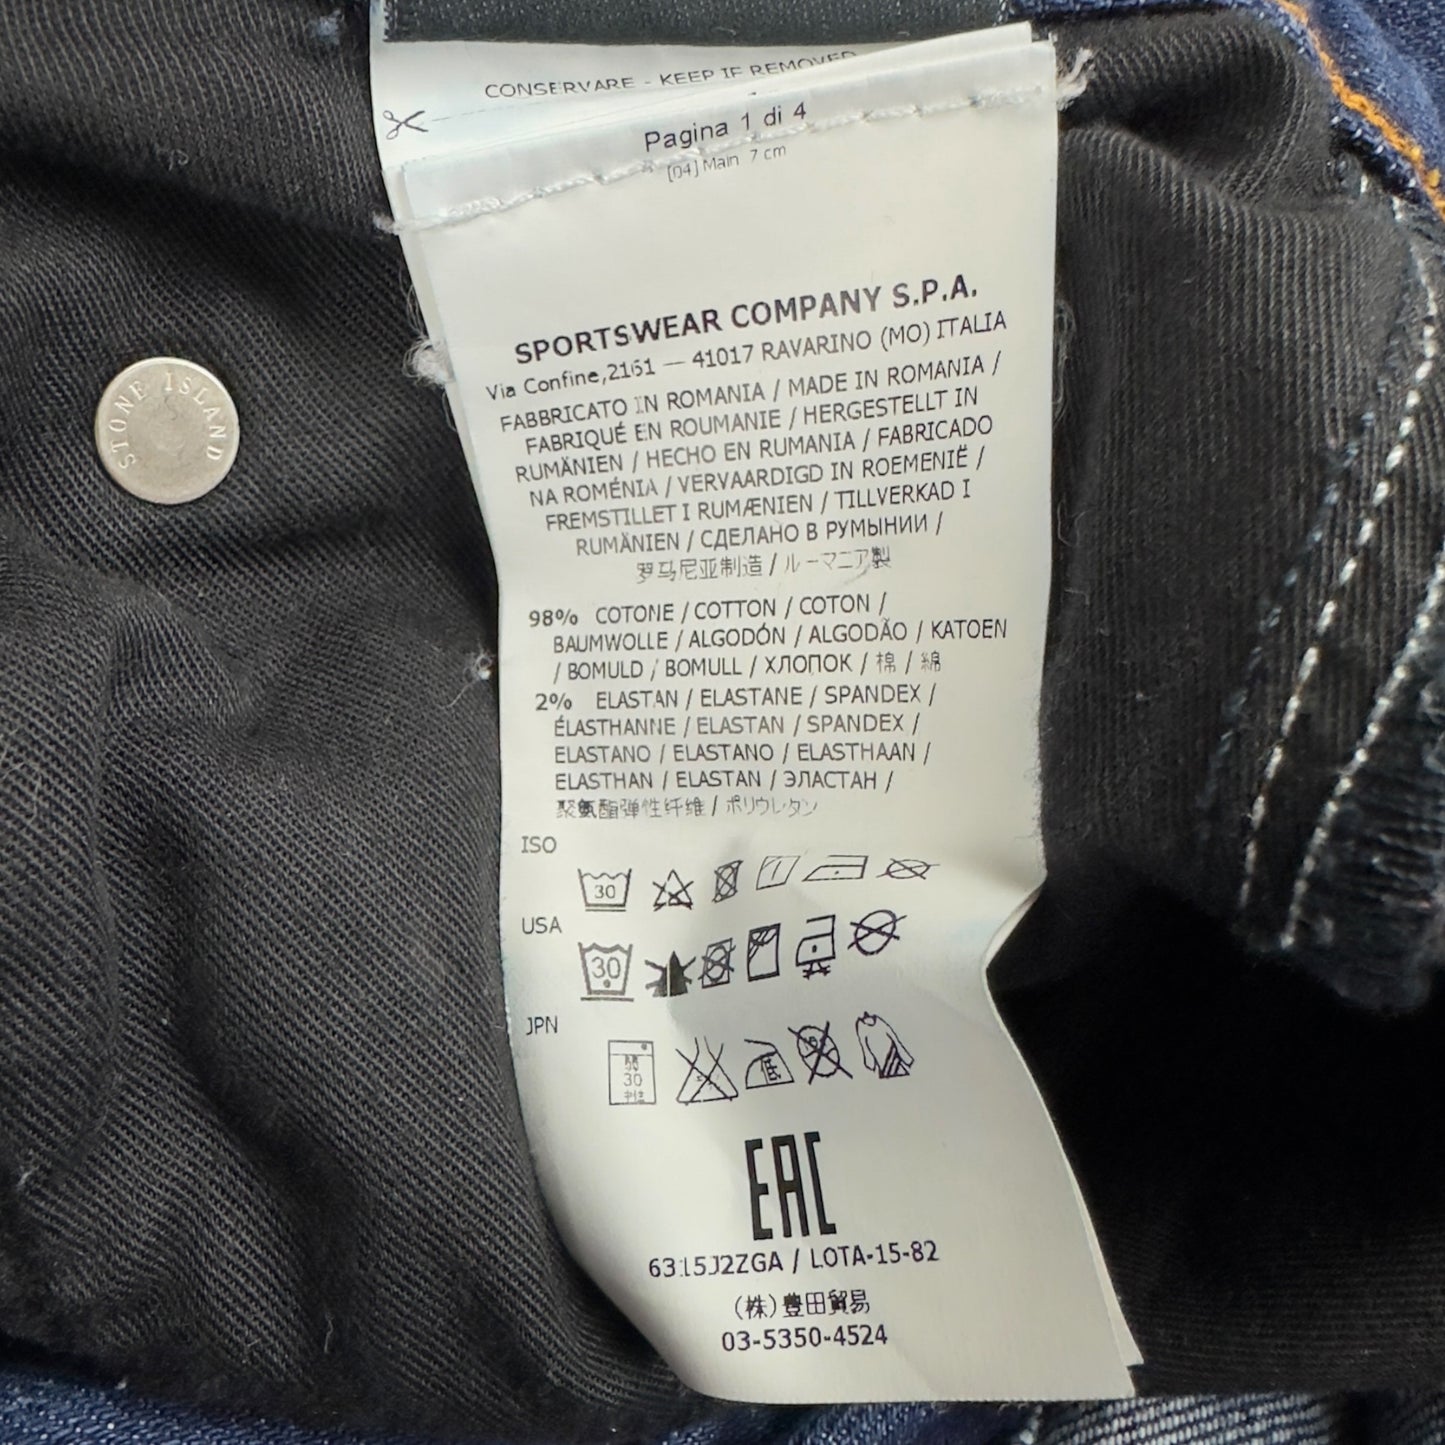 CONSERVARE - KEEP IF REMOVED
Pagina 1 di 4
[04] Main 7 cm
SPORTSWEAR COMPANY S.P.A.
Via Confine,2161 — 41017 RAVARINO (MO) ITALIA
FABBRICATO IN ROMANIA / MADE IN ROMANIA /
FABRIQUÉ EN ROUMANIE / HERGESTELLT IN
RUMÄNIEN / HECHO EN RUMANIA / FABRICADO
NA ROMÉNIA / VERVAARDIGD IN ROEMENIË /
FREMSTILLET I RUMÆNIEN / TILLVERKAD I
RUMÄNIEN / СДЕЛАНО В РУМЫНИИ /
罗马尼亚制造 / ルーマニア製
98% COTONE / COTTON / COTON /
BAUMWOLLE / ALGODÓN / ALGODÃO / KATOEN
/ BOMULD / BOMULL / ХЛОПОК / 棉 / 綿
2% ELASTAN / ELASTANE / SPANDEX /
ÉLASTHANNE / ELASTAN / SPANDEX /
ELASTANO / ELASTANO / ELASTHAAN /
ELASTHAN / ELASTAN / ЭЛАСТАН /
聚氨酯弹性纤维 / ポリウレタン
ISO
30
USA
30
JPN
弱
30
中性
低
EAC
6315J2ZGA / LOTA-15-82
(株)豊田貿易
03-5350-4524
STONE ISLAND